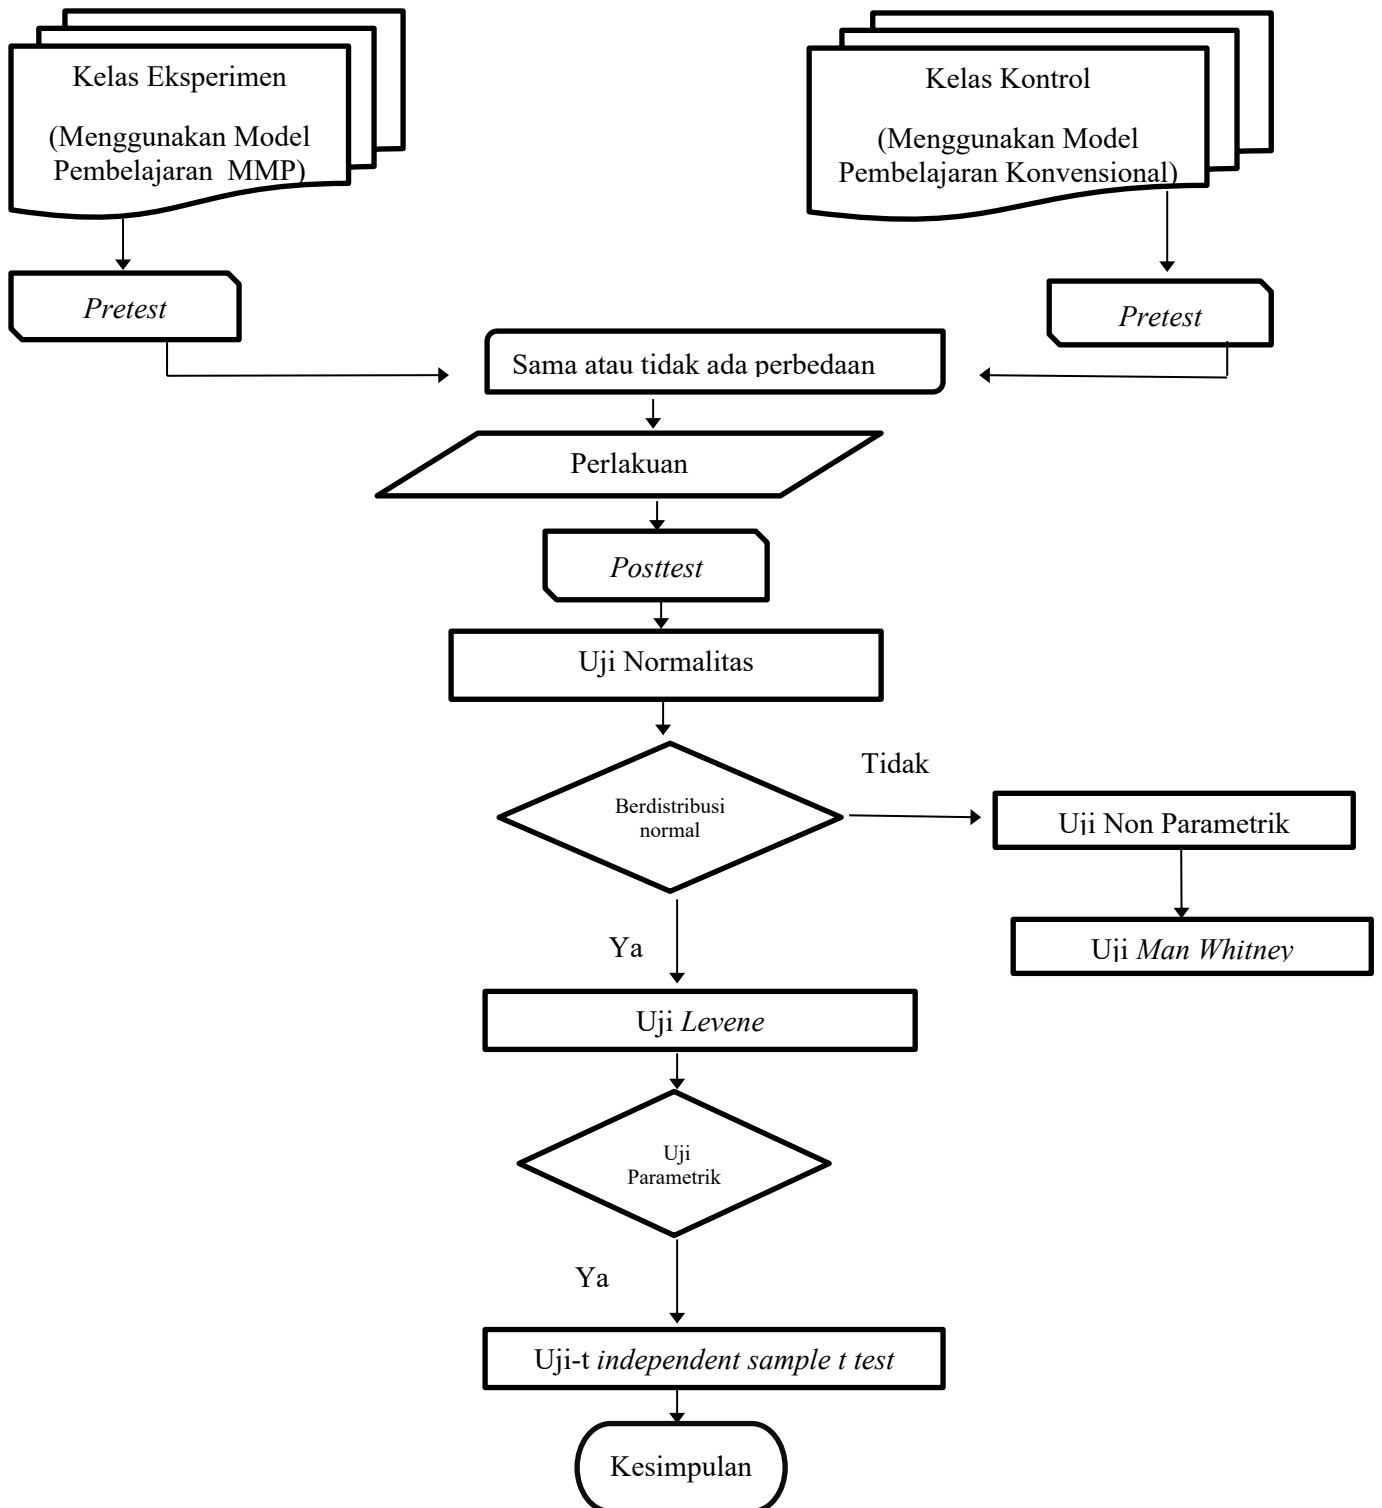 Kelas Eksperimen
(Menggunakan Model
Pembelajaran MMP)
Kelas Kontrol
(Menggunakan Model
Pembelajaran Konvensional)
Pretest
Pretest
Sama atau tidak ada perbedaan
Perlakuan
Posttest
Uji Normalitas
Berdistribusi
normal
Tidak
Uji Non Parametrik
Uji Man Whitney
Ya
Uji Levene
Uji
Parametrik
Ya
Uji-t independent sample t test
Kesimpulan